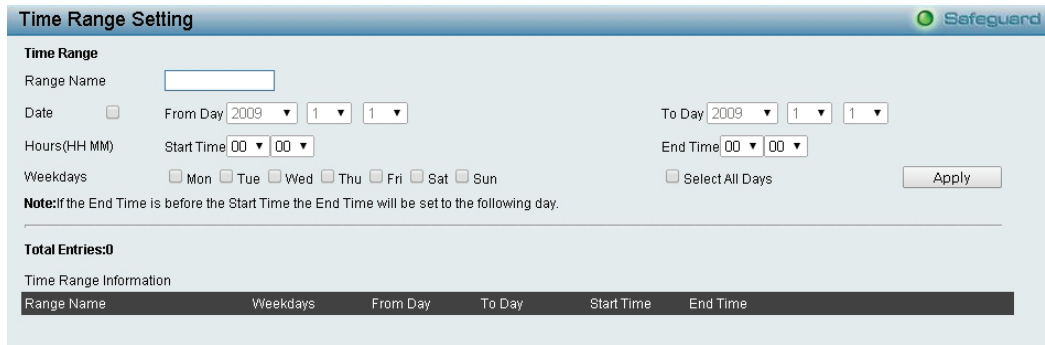 Time Range Setting Safeguard
Time Range
Range Name
Date From Day 2009 1 1 To Day 2009 1 1
Hours(HH MM) Start Time 00 00 End Time 00 00
Weekdays Mon Tue Wed Thu Fri Sat Sun Select All Days Apply
Note:If the End Time is before the Start Time the End Time will be set to the following day.
Total Entries:0
Time Range Information
Range Name Weekdays From Day To Day Start Time End Time